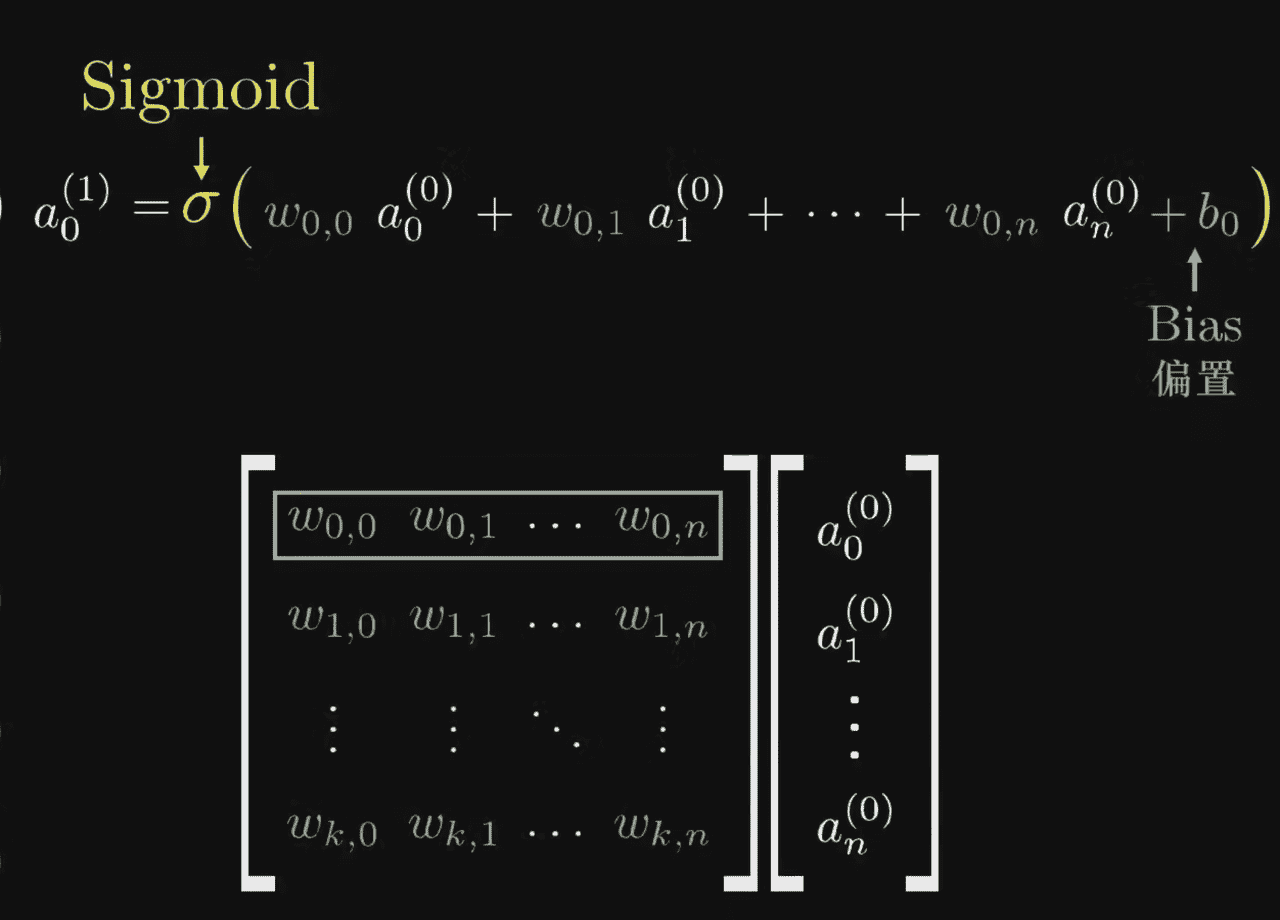 Sigmoid
a_0^{(1)} = σ( w_{0,0} a_0^{(0)} + w_{0,1} a_1^{(0)} + ⋯ + w_{0,n} a_n^{(0)} + b_0 )
Bias
偏置
w_{0,0} w_{0,1} … w_{0,n} a_0^{(0)}
w_{1,0} w_{1,1} … w_{1,n} a_1^{(0)}
⋮ ⋮ ⋱ ⋮ ⋮
w_{k,0} w_{k,1} … w_{k,n} a_n^{(0)}